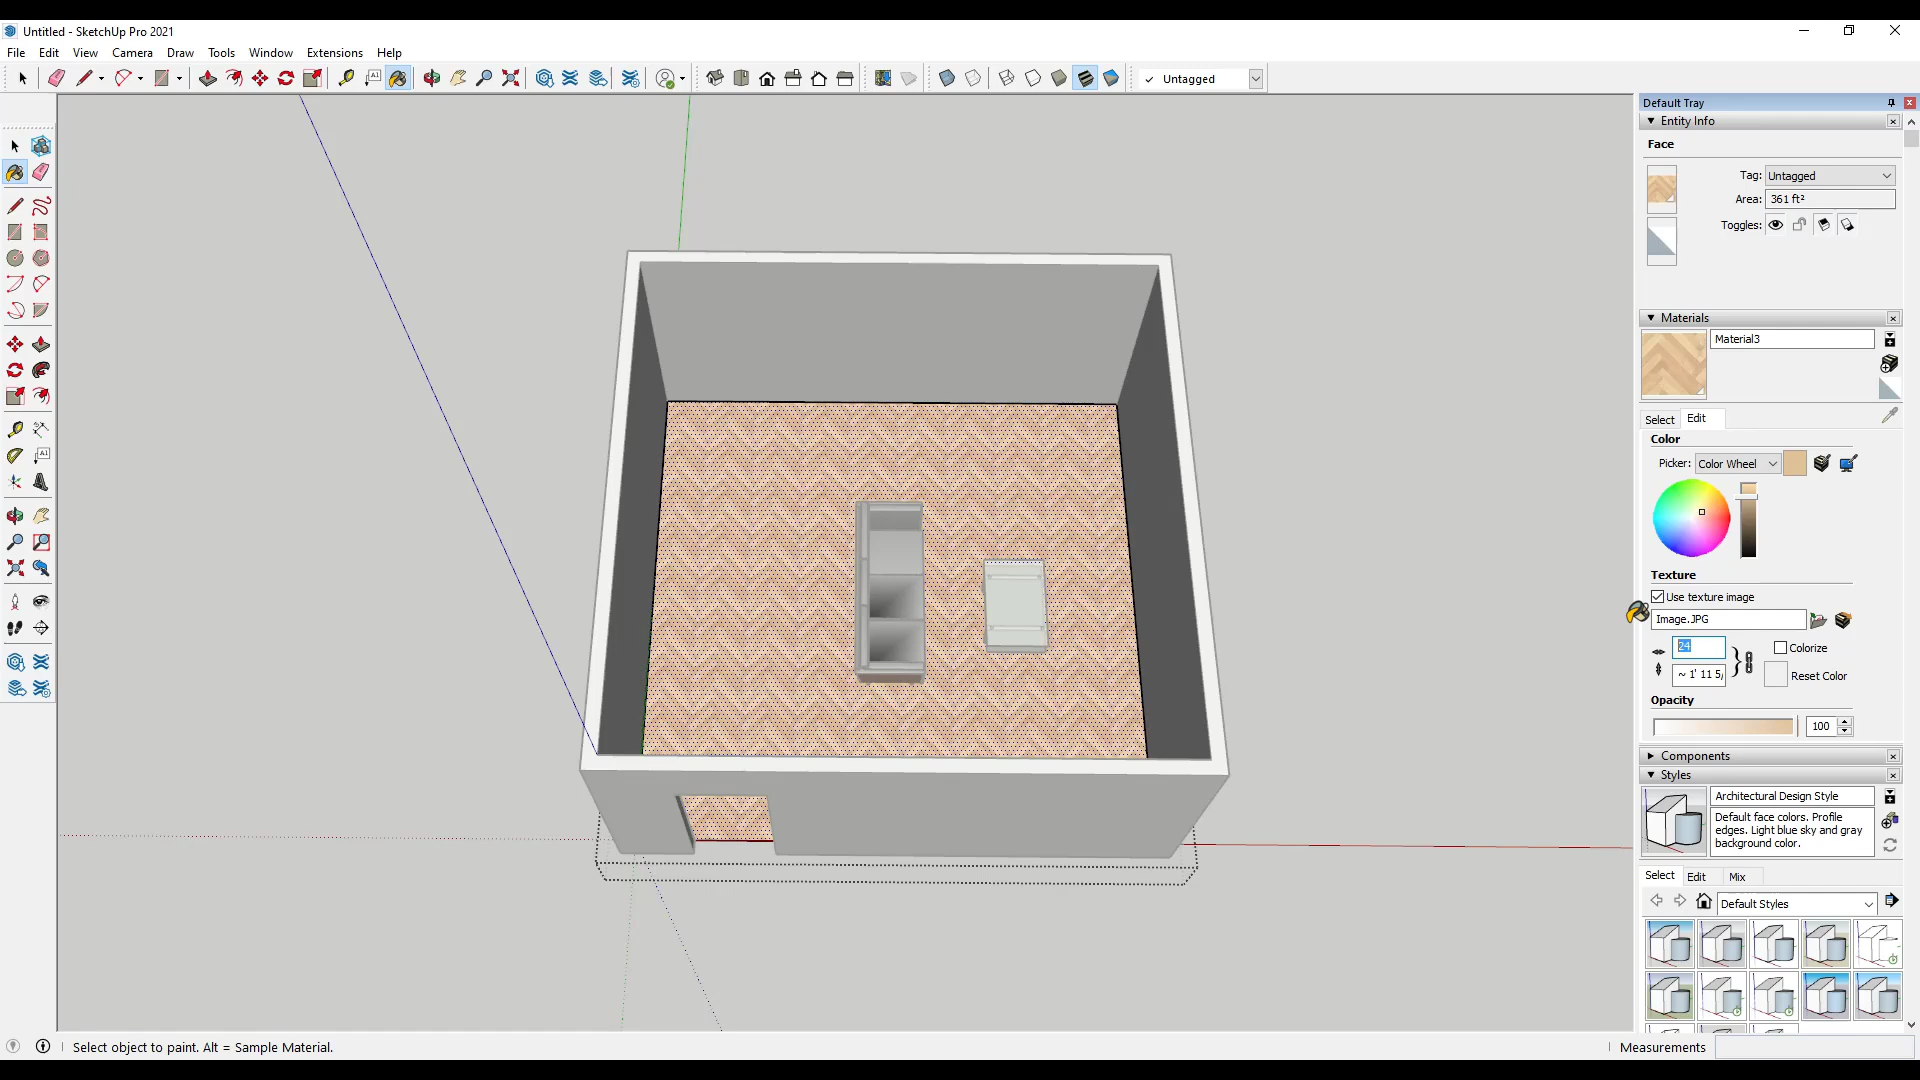 Untitled - SketchUp Pro 2021
File Edit View Camera Draw Tools Window Extensions Help
A1
Untagged
Default Tray
Entity Info
Face
Tag: Untagged
Area: 361 ft²
Toggles:
Materials
Material3
Select Edit
Color
Picker: Color Wheel
Texture
Use texture image
Image.JPG
24
Colorize
~ 1' 11 5/
Reset Color
Opacity
100
Components
Styles
Architectural Design Style
Default face colors. Profile
edges. Light blue sky and gray
background color.
Select Edit Mix
Default Styles
A1
Select object to paint. Alt = Sample Material.
Measurements